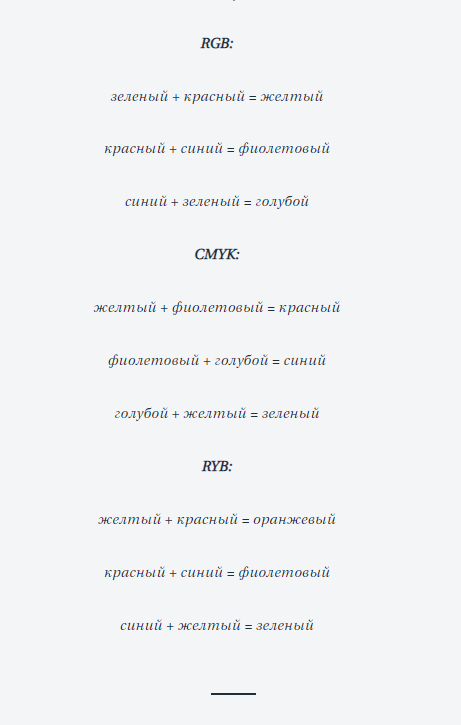 RGB:
зеленый + красный = желтый
красный + синий = фиолетовый
синий + зеленый = голубой
CMYK:
желтый + фиолетовый = красный
фиолетовый + голубой = синий
голубой + желтый = зеленый
RYB:
желтый + красный = оранжевый
красный + синий = фиолетовый
синий + желтый = зеленый